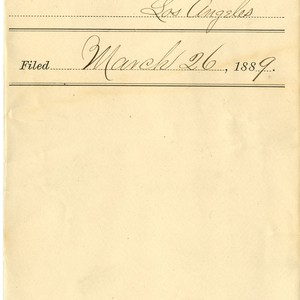 Los Angeles
Filed March 26, 1889.